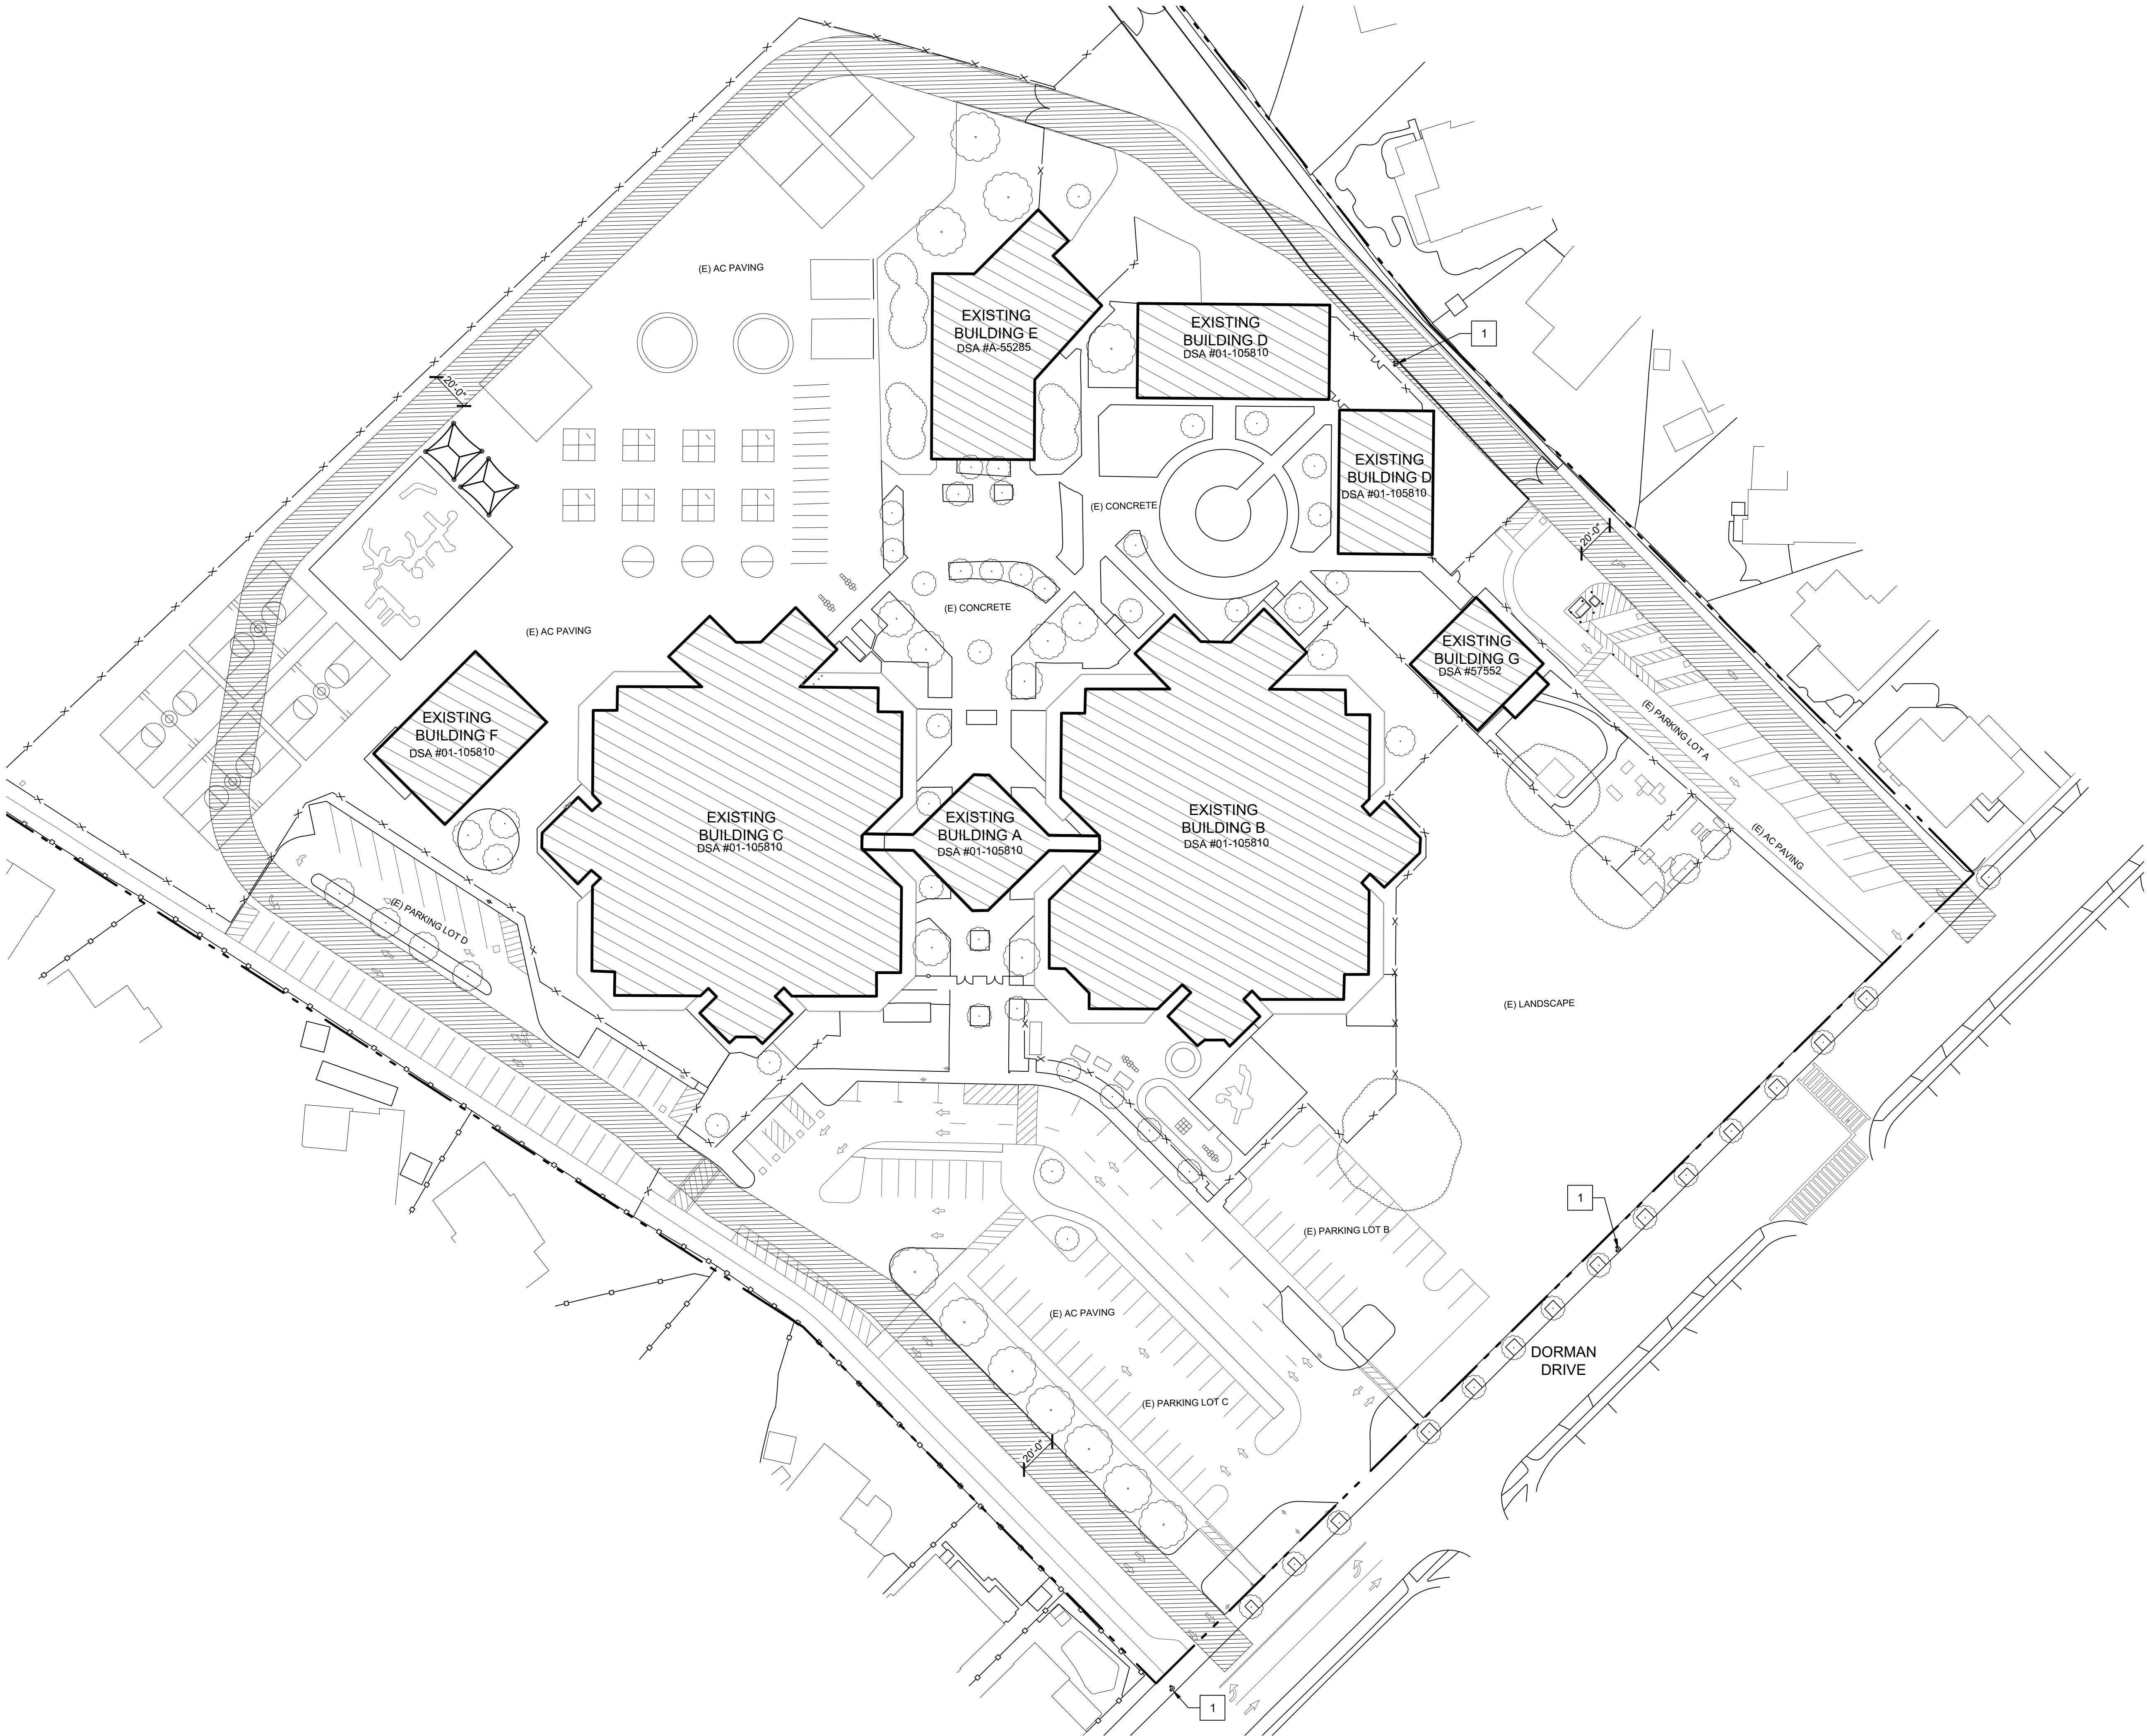 (E) AC PAVING
EXISTING
BUILDING E
DSA #A-55285
EXISTING
BUILDING D
DSA #01-105810
1
20'-0"
EXISTING
BUILDING D
DSA #01-105810
(E) CONCRETE
20'-0"
(E) CONCRETE
(E) AC PAVING
EXISTING
BUILDING G
DSA #57552
(E) PARKING LOT A
EXISTING
BUILDING F
DSA #01-105810
EXISTING
BUILDING C
DSA #01-105810
EXISTING
BUILDING A
DSA #01-105810
EXISTING
BUILDING B
DSA #01-105810
(E) AC PAVING
(E) PARKING LOT D
(E) LANDSCAPE
1
(E) PARKING LOT B
(E) AC PAVING
DORMAN
DRIVE
(E) PARKING LOT C
20'-0"
1